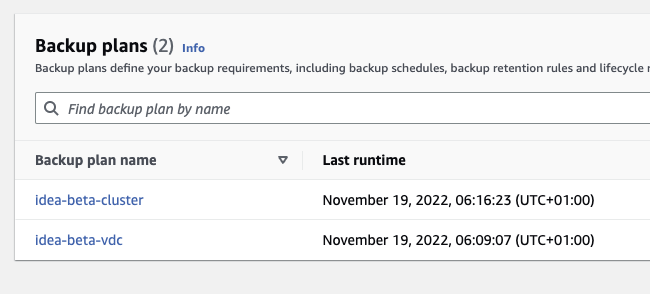 Backup plans (2) Info
Backup plans define your backup requirements, including backup schedules, backup retention rules and lifecycle
Find backup plan by name
Backup plan name Last runtime
idea-beta-cluster November 19, 2022, 06:16:23 (UTC+01:00)
idea-beta-vdc November 19, 2022, 06:09:07 (UTC+01:00)